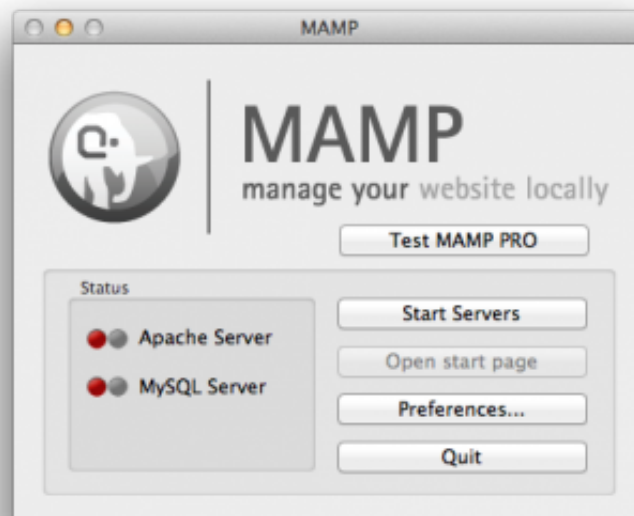 MAMP
MAMP
manage your website locally
Test MAMP PRO
Status
Apache Server
MySQL Server
Start Servers
Open start page
Preferences...
Quit